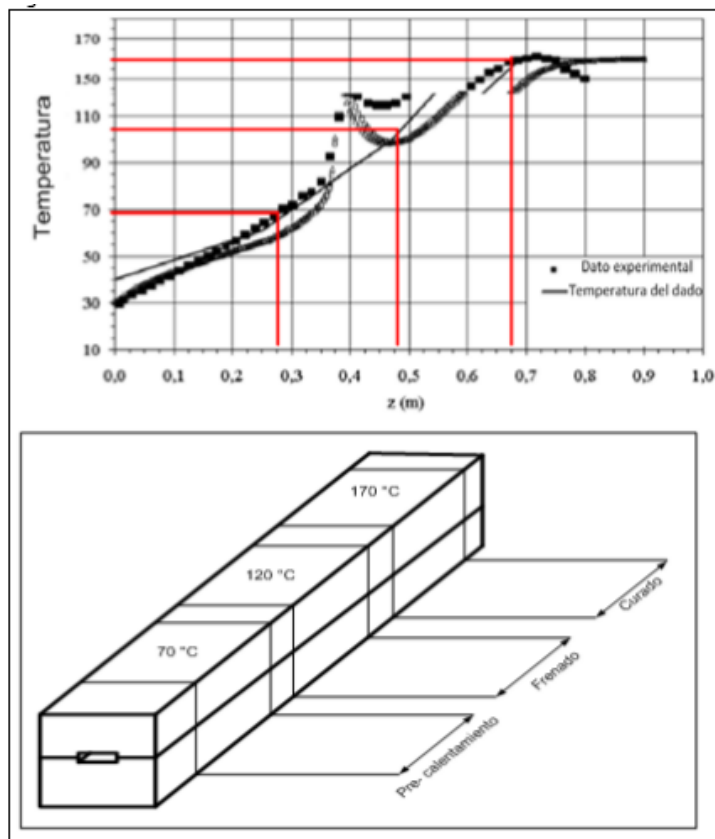 Temperatura
170
150
110
90
70
50
30
10
Dato experimental
Temperatura del dado
0,0 0,1 0,2 0,3 0,4 0,5 0,6 0,7 0,8 0,9 1,0
z (m)
170 °C
120 °C
70 °C
Curado
Frenado
Pre- calentamiento